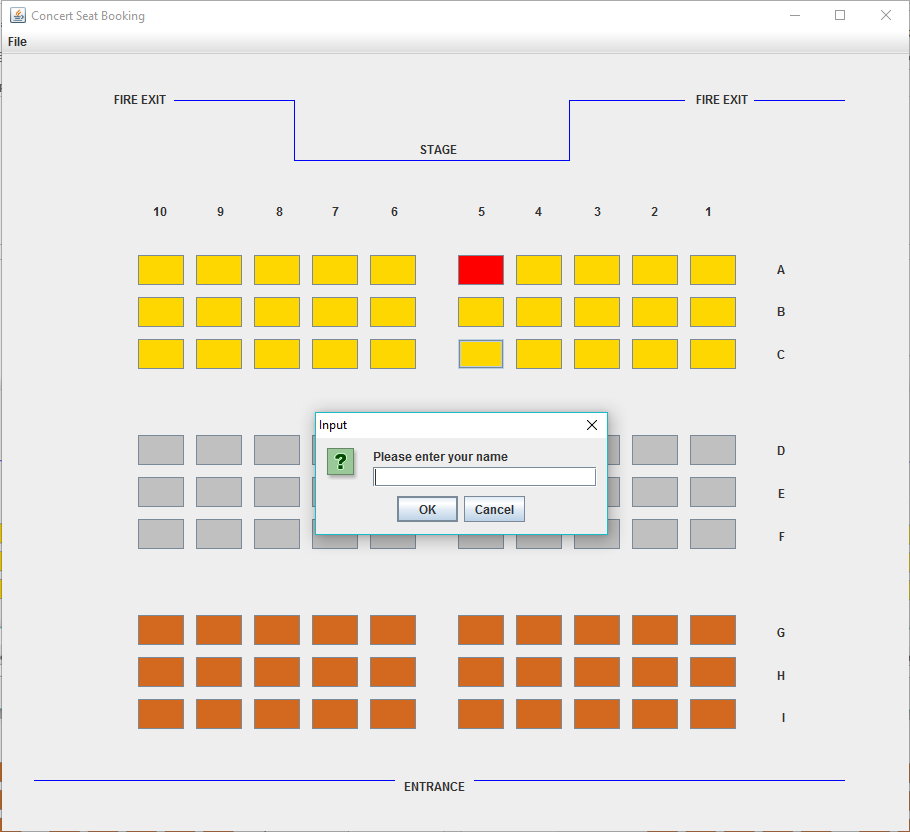 Concert Seat Booking
File
FIRE EXIT
FIRE EXIT
STAGE
10 9 8 7 6 5 4 3 2 1
A
B
C
Input
Please enter your name
?
OK Cancel
D
E
F
G
H
I
ENTRANCE